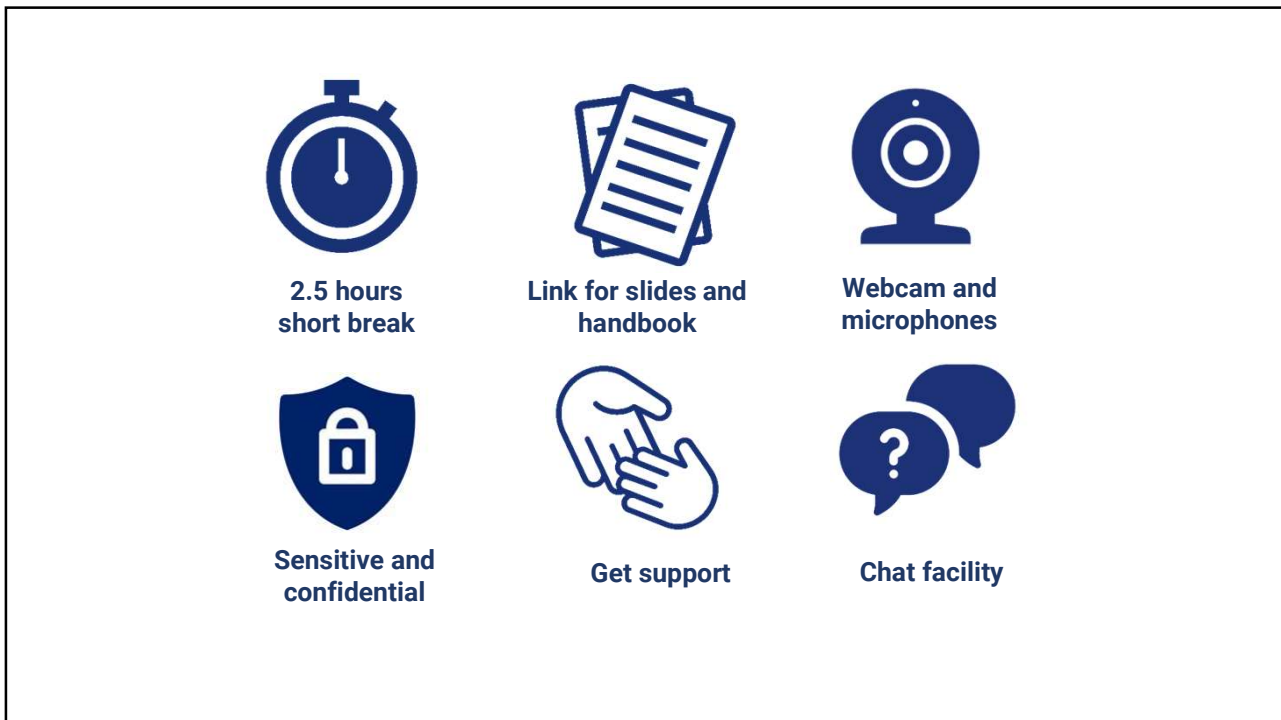 2.5 hours
short break
Link for slides and
handbook
Webcam and
microphones
?
Sensitive and
confidential
Get support
Chat facility